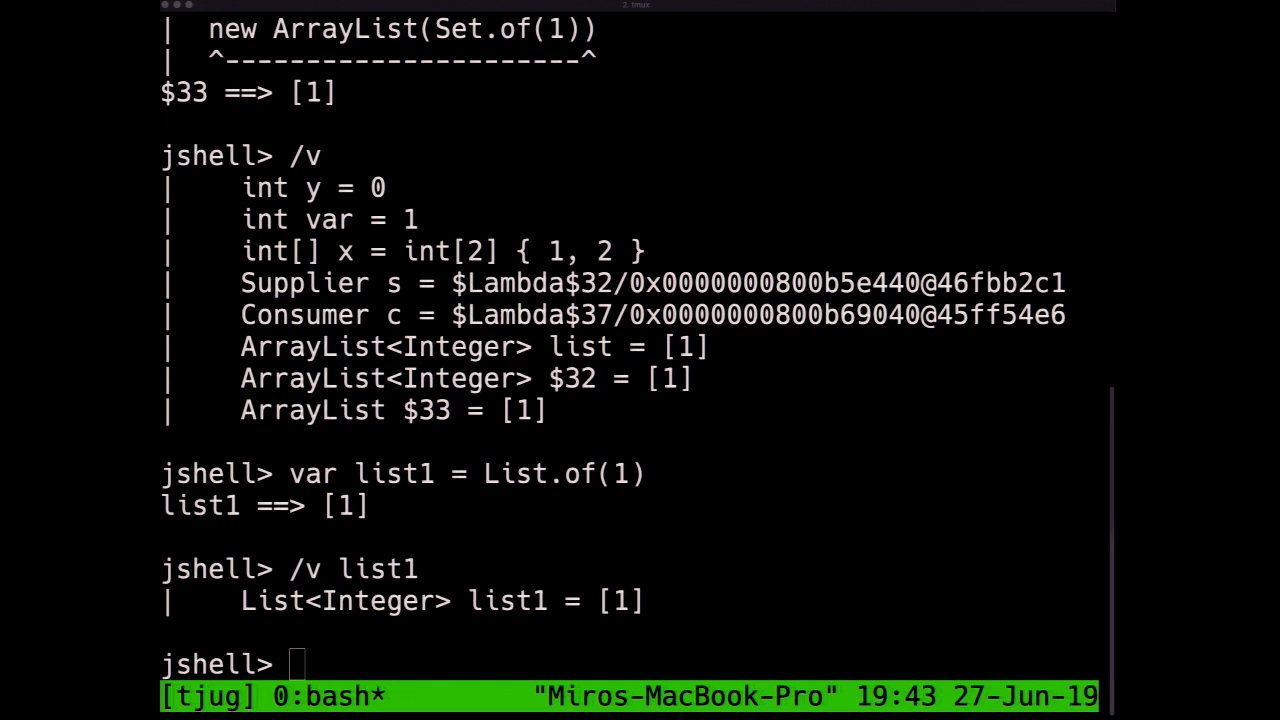 2. tmux
|  new ArrayList(Set.of(1))
|  ^----------------------^
$33 ==> [1]
jshell> /v
|    int y = 0
|    int var = 1
|    int[] x = int[2] { 1, 2 }
|    Supplier s = $Lambda$32/0x0000000800b5e440@46fbb2c1
|    Consumer c = $Lambda$37/0x0000000800b69040@45ff54e6
|    ArrayList<Integer> list = [1]
|    ArrayList<Integer> $32 = [1]
|    ArrayList $33 = [1]
jshell> var list1 = List.of(1)
list1 ==> [1]
jshell> /v list1
|    List<Integer> list1 = [1]
jshell>
[tjug] 0:bash* "Miros-MacBook-Pro" 19:43 27-Jun-19